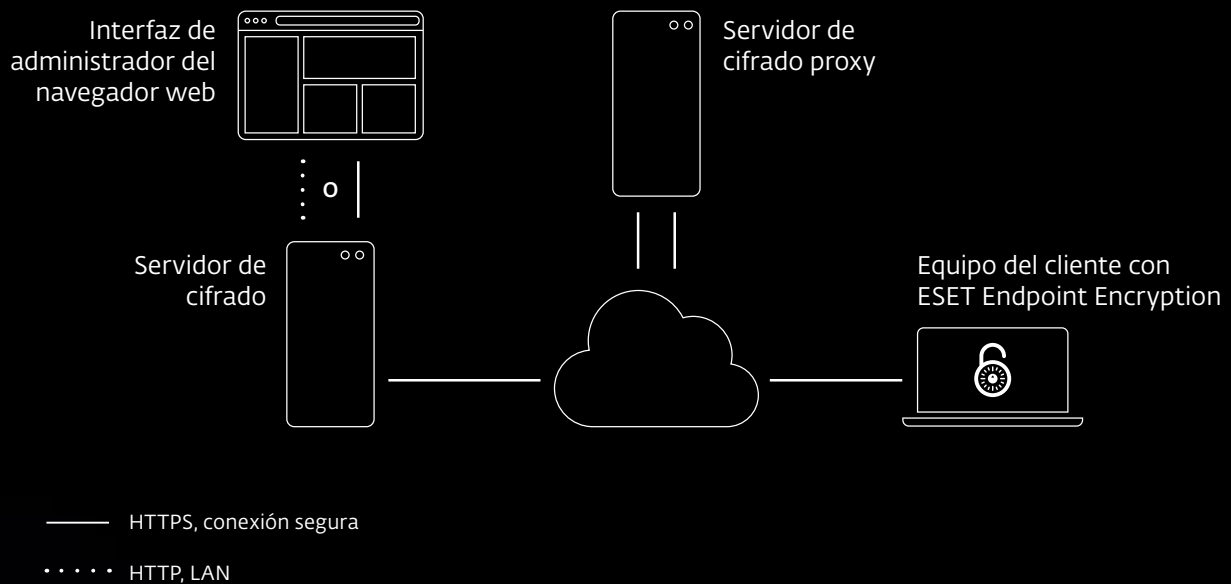 Interfaz de
administrador del
navegador web
Servidor de
cifrado proxy
o
Servidor de
cifrado
Equipo del cliente con
ESET Endpoint Encryption
HTTPS, conexión segura
HTTP, LAN